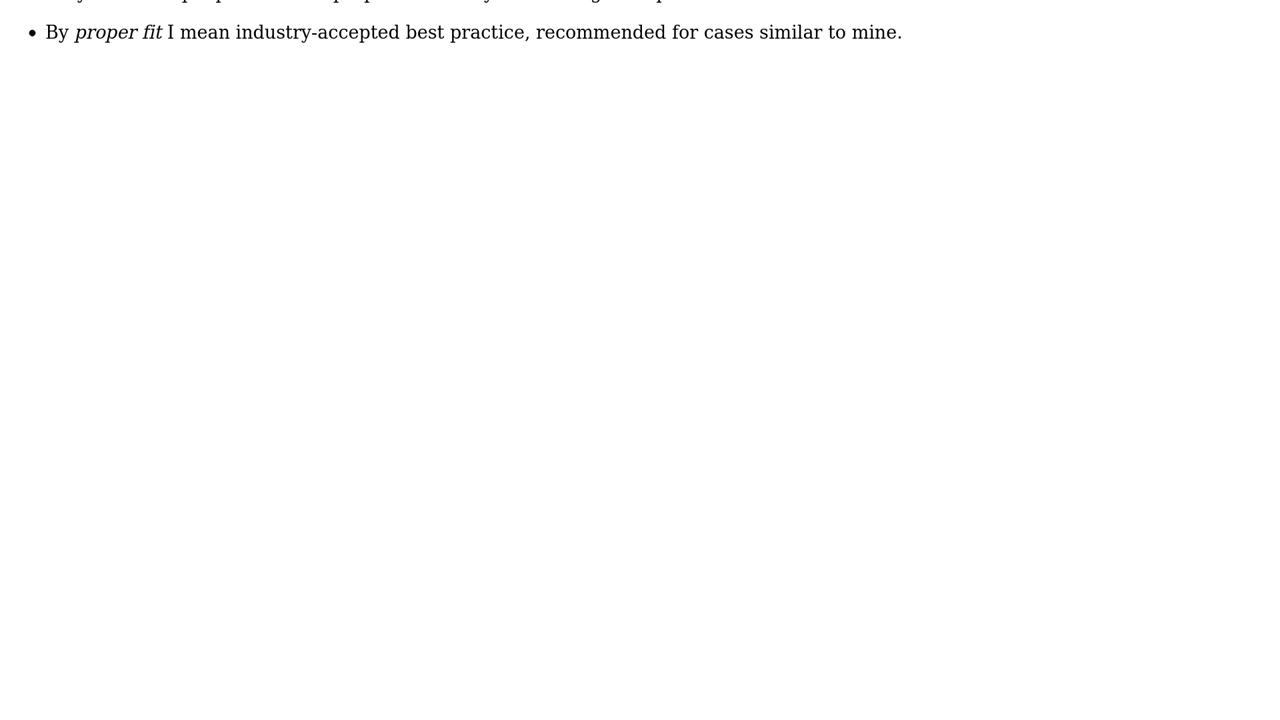 • By proper fit I mean industry-accepted best practice, recommended for cases similar to mine.